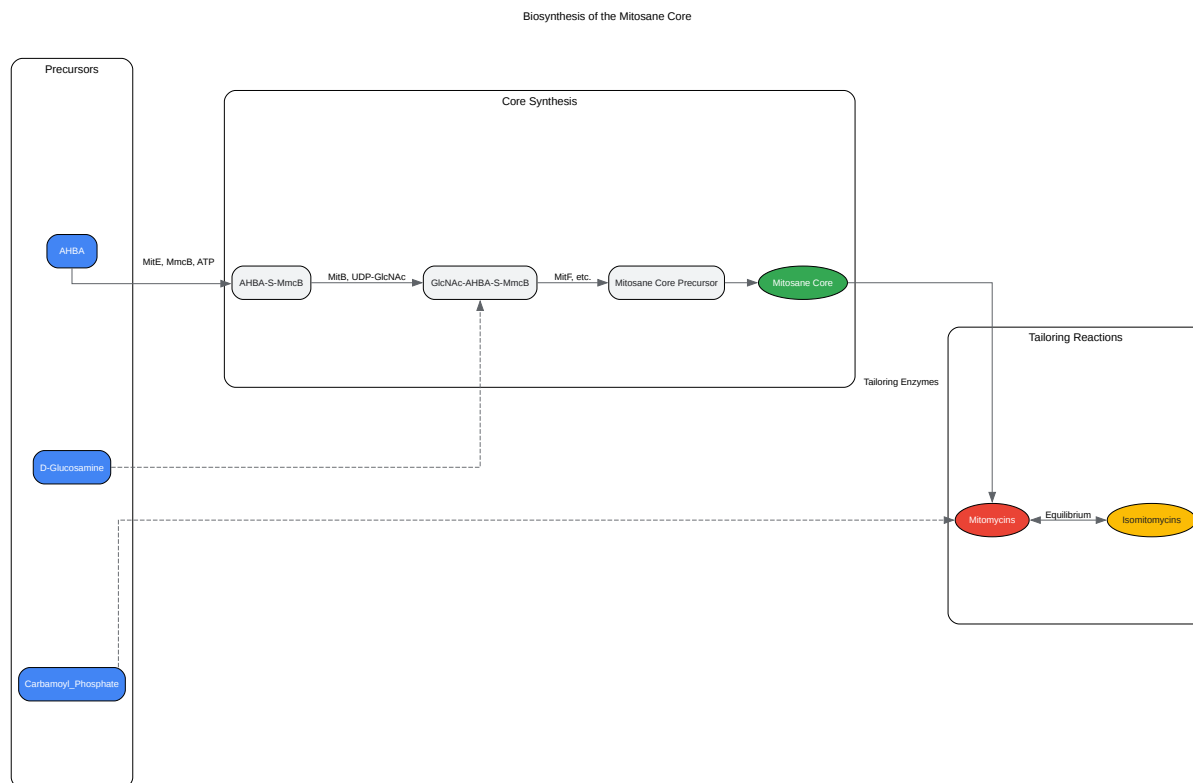 Biosynthesis of the Mitosane Core
Precursors
Core Synthesis
AHBA
MitE, MmcB, ATP
AHBA-S-MmcB
MitB, UDP-GlcNAc
GlcNAc-AHBA-S-MmcB
MitF, etc.
Mitosane Core Precursor
Mitosane Core
Tailoring Reactions
Tailoring Enzymes
D-Glucosamine
Mitomycins
Equilibrium
Isomitomycins
Carbamoyl_Phosphate